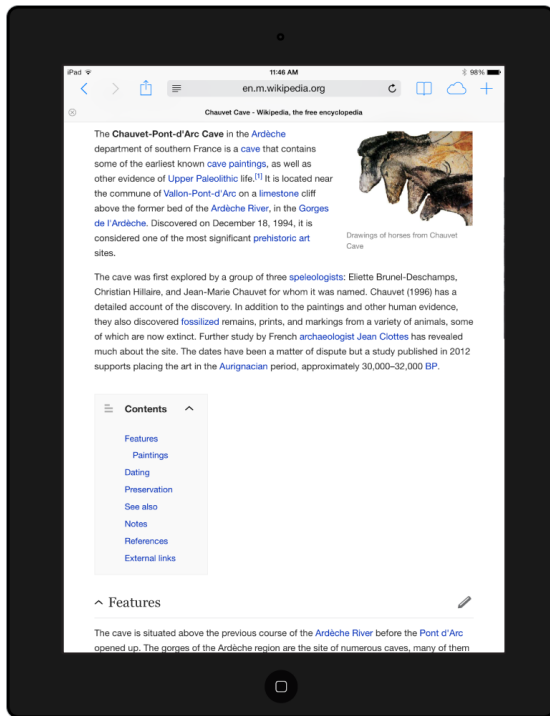 iPad
11:46 AM
98%
en.m.wikipedia.org
Chauvet Cave - Wikipedia, the free encyclopedia
The Chauvet-Pont-d'Arc Cave in the Ardèche
department of southern France is a cave that contains
some of the earliest known cave paintings, as well as
other evidence of Upper Paleolithic life.[1] It is located near
the commune of Vallon-Pont-d'Arc on a limestone cliff
above the former bed of the Ardèche River, in the Gorges
de l'Ardèche. Discovered on December 18, 1994, it is
considered one of the most significant prehistoric art
sites.
Drawings of horses from Chauvet
Cave
The cave was first explored by a group of three speleologists: Eliette Brunel-Deschamps,
Christian Hillaire, and Jean-Marie Chauvet for whom it was named. Chauvet (1996) has a
detailed account of the discovery. In addition to the paintings and other human evidence,
they also discovered fossilized remains, prints, and markings from a variety of animals, some
of which are now extinct. Further study by French archaeologist Jean Clottes has revealed
much about the site. The dates have been a matter of dispute but a study published in 2012
supports placing the art in the Aurignacian period, approximately 30,000–32,000 BP.
Contents
Features
Paintings
Dating
Preservation
See also
Notes
References
External links
Features
The cave is situated above the previous course of the Ardèche River before the Pont d'Arc
opened up. The gorges of the Ardèche region are the site of numerous caves, many of them